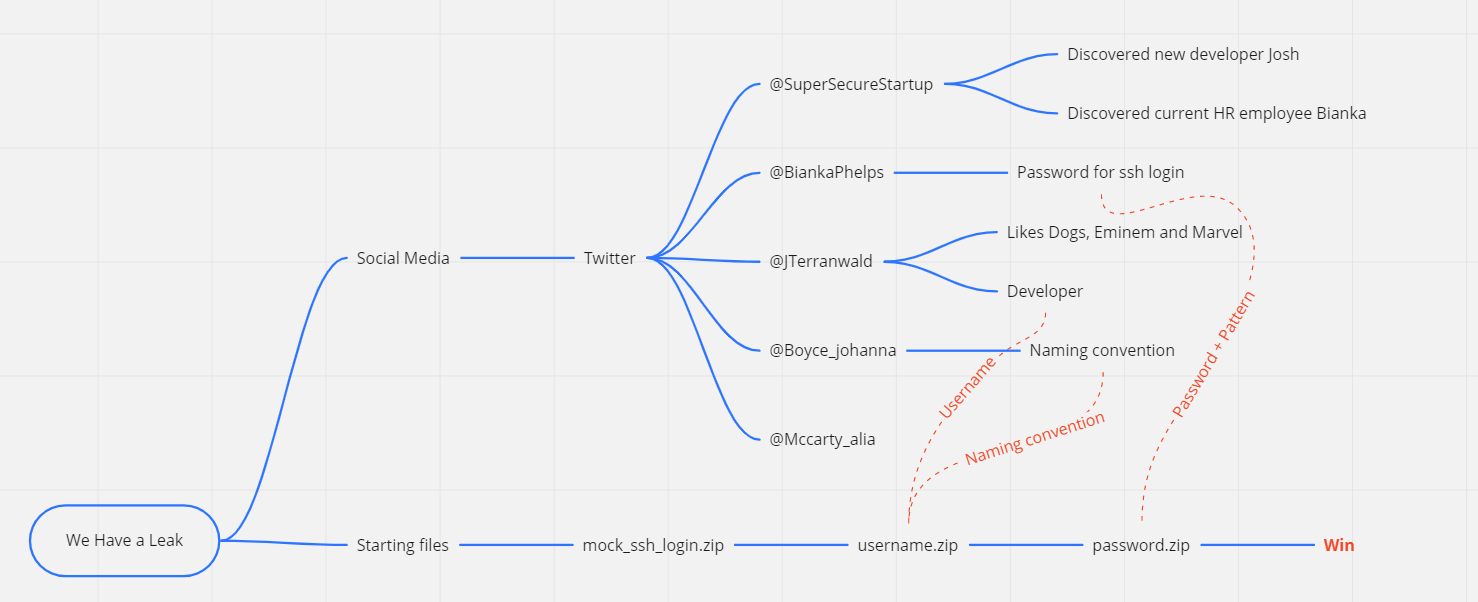 Discovered new developer Josh
@SuperSecureStartup
Discovered current HR employee Bianka
@BiankaPhelps
Password for ssh login
Likes Dogs, Eminem and Marvel
Social Media
Twitter
@JTerranwald
Developer
@Boyce_johanna
Naming convention
Username
Password + Pattern
Naming convention
@Mccarty_alia
We Have a Leak
Starting files
mock_ssh_login.zip
username.zip
password.zip
Win